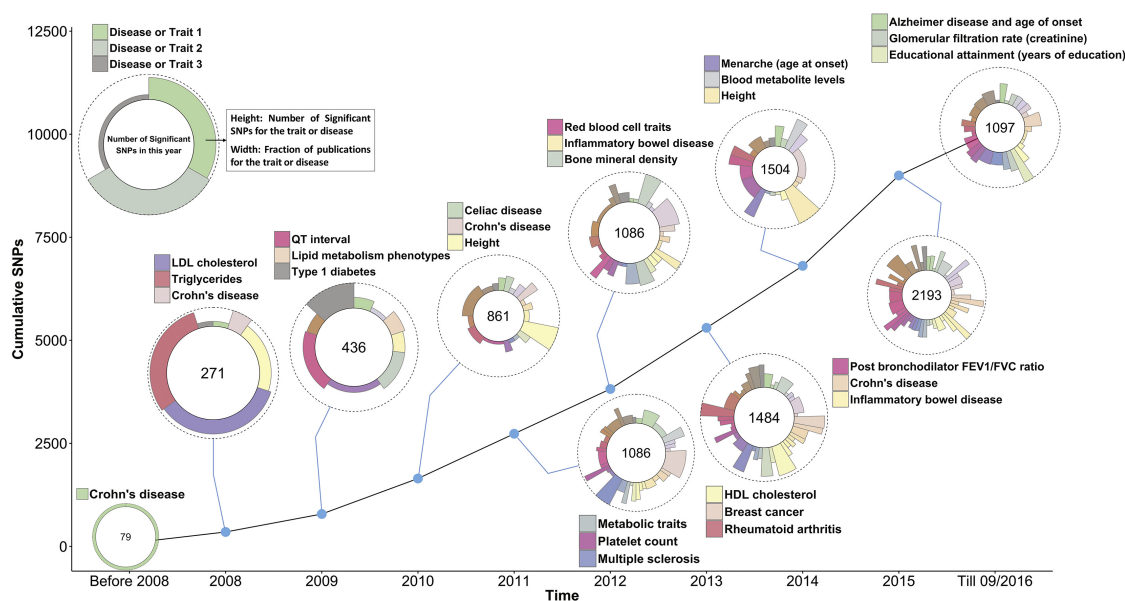 12500
10000
7500
5000
2500
0
Cumulative SNPs
Disease or Trait 1
Disease or Trait 2
Disease or Trait 3
Number of Significant
SNPs in this year
Height: Number of Significant
SNPs for the trait or disease
Width: Fraction of publications
for the trait or disease
Crohn's disease
79
LDL cholesterol
Triglycerides
Crohn's disease
271
QT interval
Lipid metabolism phenotypes
Type 1 diabetes
436
Celiac disease
Crohn's disease
Height
861
Red blood cell traits
Inflammatory bowel disease
Bone mineral density
1086
1086
Metabolic traits
Platelet count
Multiple sclerosis
Menarche (age at onset)
Blood metabolite levels
Height
1504
1484
HDL cholesterol
Breast cancer
Rheumatoid arthritis
Alzheimer disease and age of onset
Glomerular filtration rate (creatinine)
Educational attainment (years of education)
1097
2193
Post bronchodilator FEV1/FVC ratio
Crohn's disease
Inflammatory bowel disease
Before 2008 2008 2009 2010 2011 2012 2013 2014 2015 Till 09/2016
Time